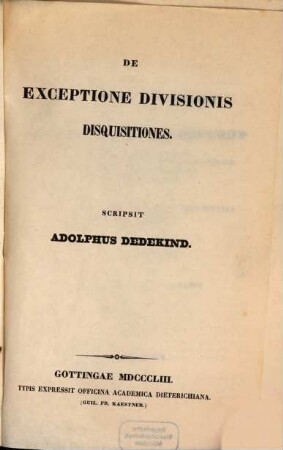 DE
EXCEPTIONE DIVISIONIS
DISQUISITIONES.
SCRIPSIT
ADOLPHUS DEDEKIND.
GOTTINGAE MDCCCLIII.
TYPIS EXPRESSIT OFFICINA ACADEMICA DIETERICHIANA.
(GUIL. FR. KAESTNER.)